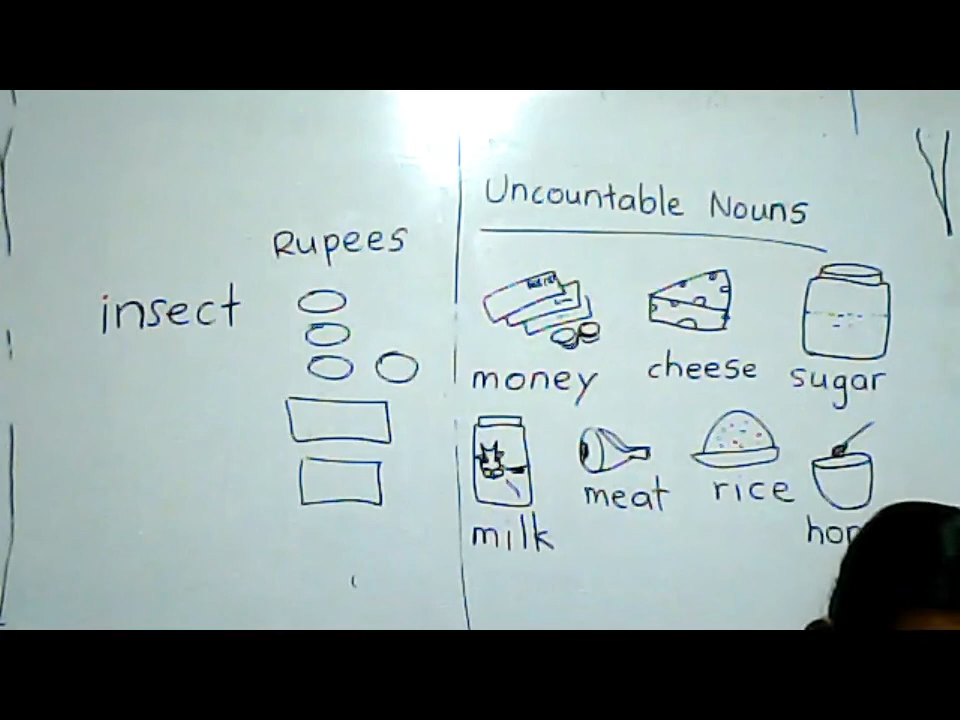 Rupees
insect
Uncountable Nouns
money cheese sugar
milk meat rice